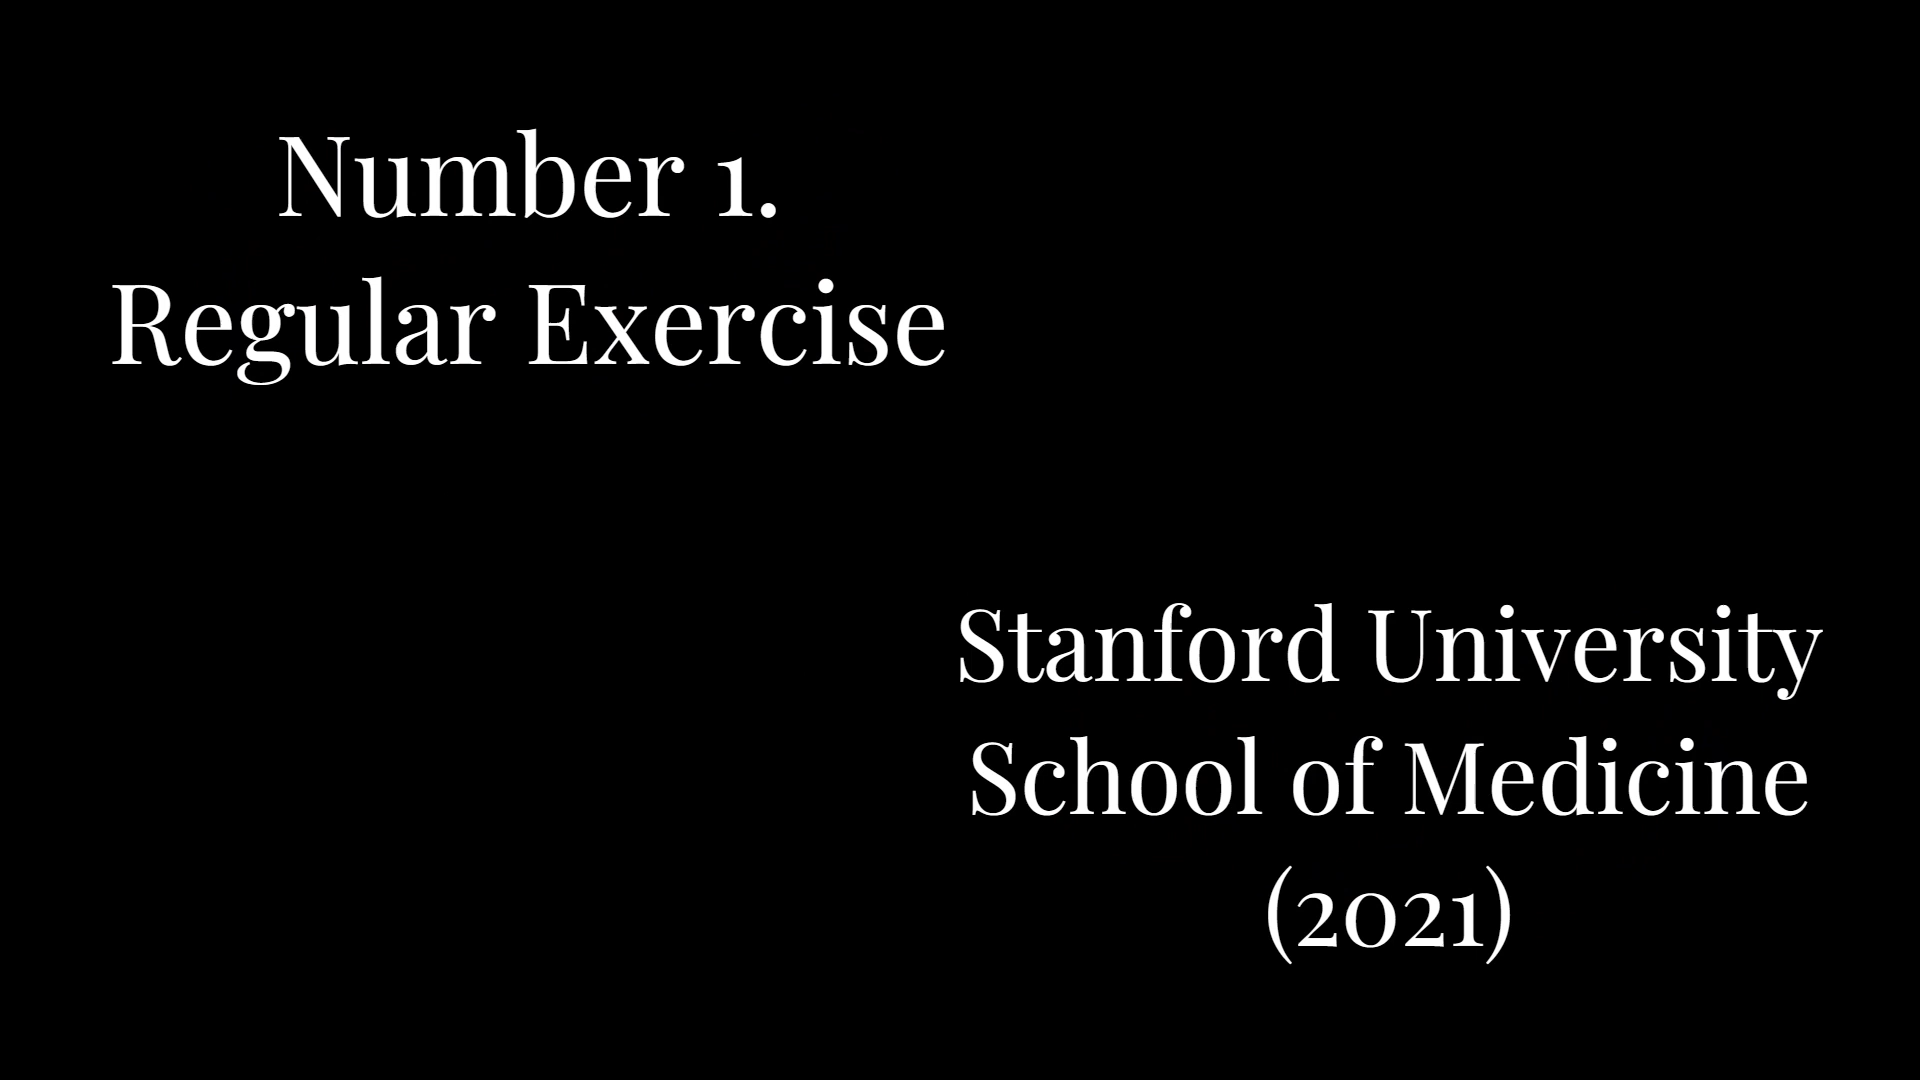 Number 1.
Regular Exercise
Stanford University
School of Medicine
(2021)